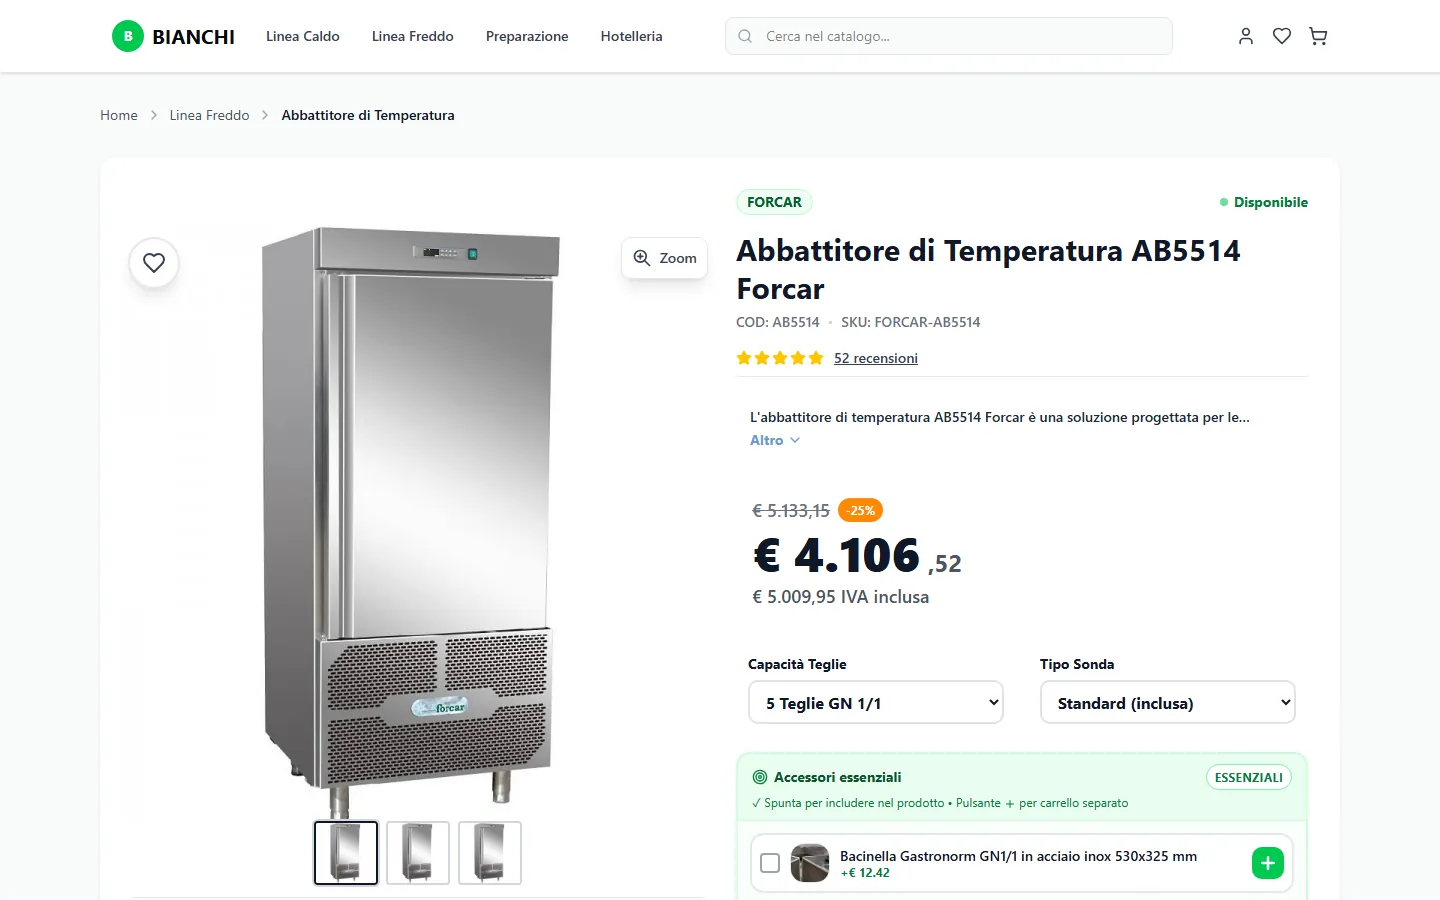 B BIANCHI
Linea Caldo
Linea Freddo
Preparazione
Hotelleria
Cerca nel catalogo...
Home
Linea Freddo
Abbattitore di Temperatura
Zoom
forcar
FORCAR
Disponibile
Abbattitore di Temperatura AB5514
Forcar
COD: AB5514 • SKU: FORCAR-AB5514
52 recensioni
L'abbattitore di temperatura AB5514 Forcar è una soluzione progettata per le...
Altro
€ 5.133,15 -25%
€ 4.106 ,52
€ 5.009,95 IVA inclusa
Capacità Teglie
5 Teglie GN 1/1
Tipo Sonda
Standard (inclusa)
Accessori essenziali
ESSENZIALI
✓ Spunta per includere nel prodotto • Pulsante + per carrello separato
Bacinella Gastronorm GN1/1 in acciaio inox 530x325 mm
+€ 12.42